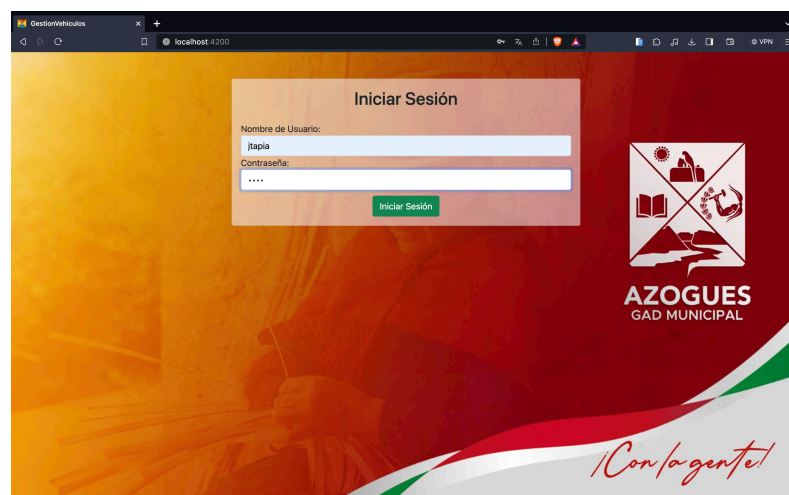 GestionVehiculos
localhost:4200
VPN
Iniciar Sesión
Nombre de Usuario:
jtapia
Contraseña:
....
Iniciar Sesión
AZOGUES
GAD MUNICIPAL
¡Con la gente!